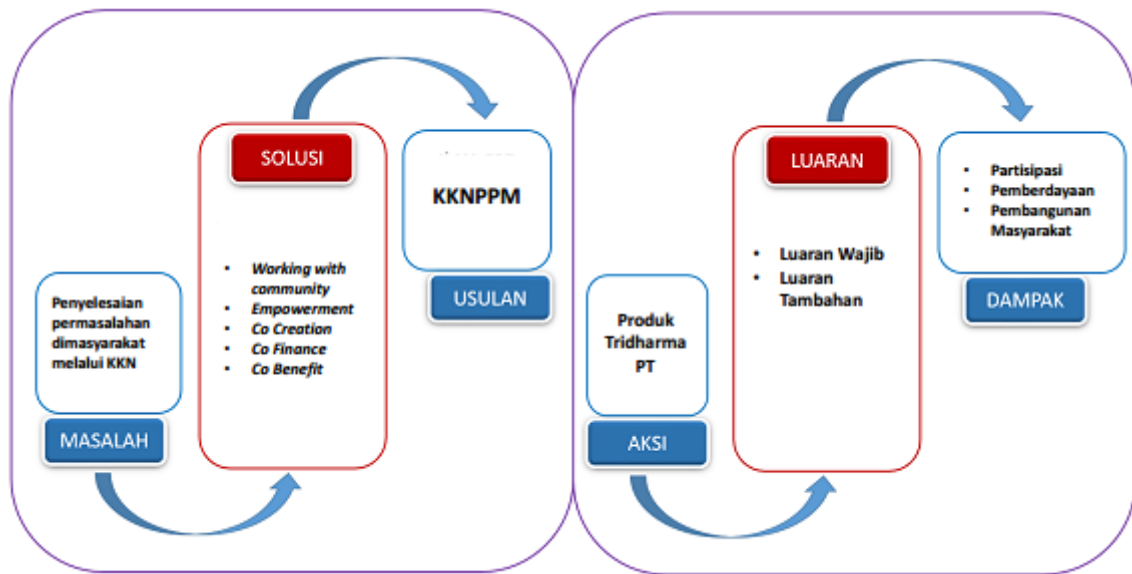 Penyelesaian
permasalahan
dimasyarakat
melalui KKN
MASALAH
SOLUSI
• Working with
community
• Empowerment
• Co Creation
• Co Finance
• Co Benefit
KKNPPM
USULAN
Produk
Tridharma
PT
AKSI
LUARAN
• Luaran Wajib
• Luaran
Tambahan
• Partisipasi
• Pemberdayaan
• Pembangunan
Masyarakat
DAMPAK